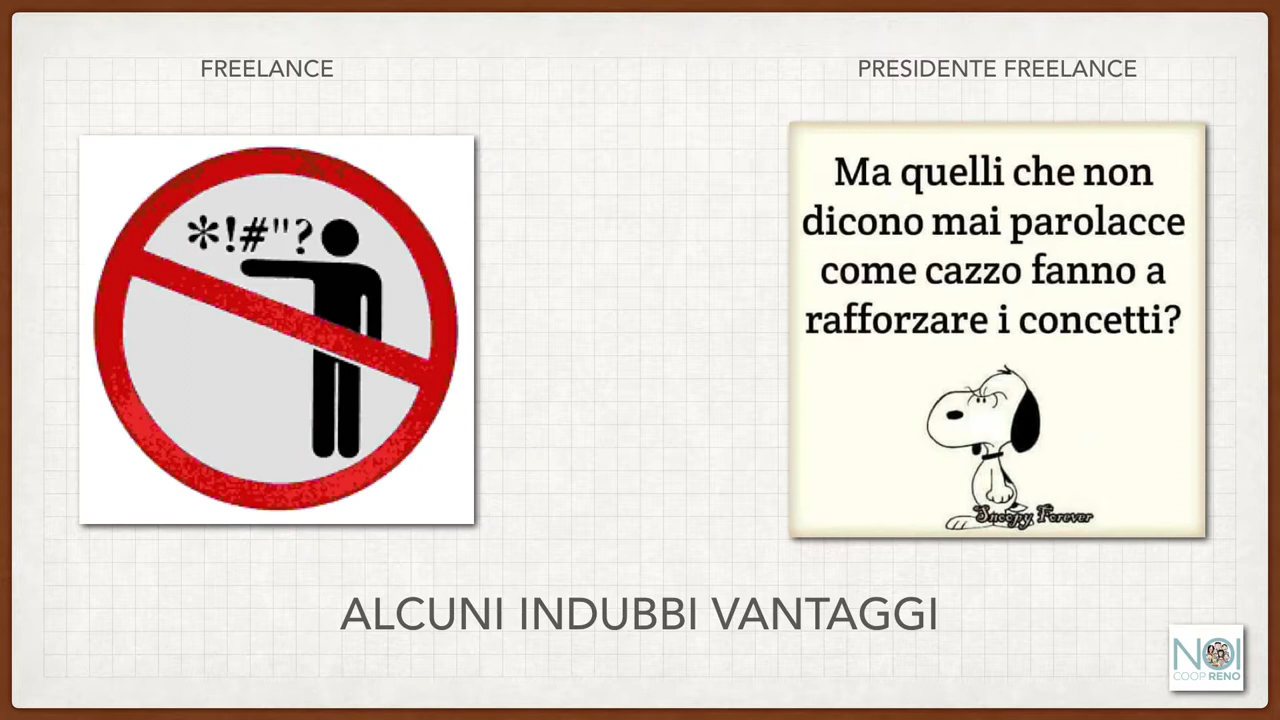 FREELANCE
PRESIDENTE FREELANCE
*!#"?
Ma quelli che non
dicono mai parolacce
come cazzo fanno a
rafforzare i concetti?
Snoopy Forever
ALCUNI INDUBBI VANTAGGI
NOI
COOP RENO